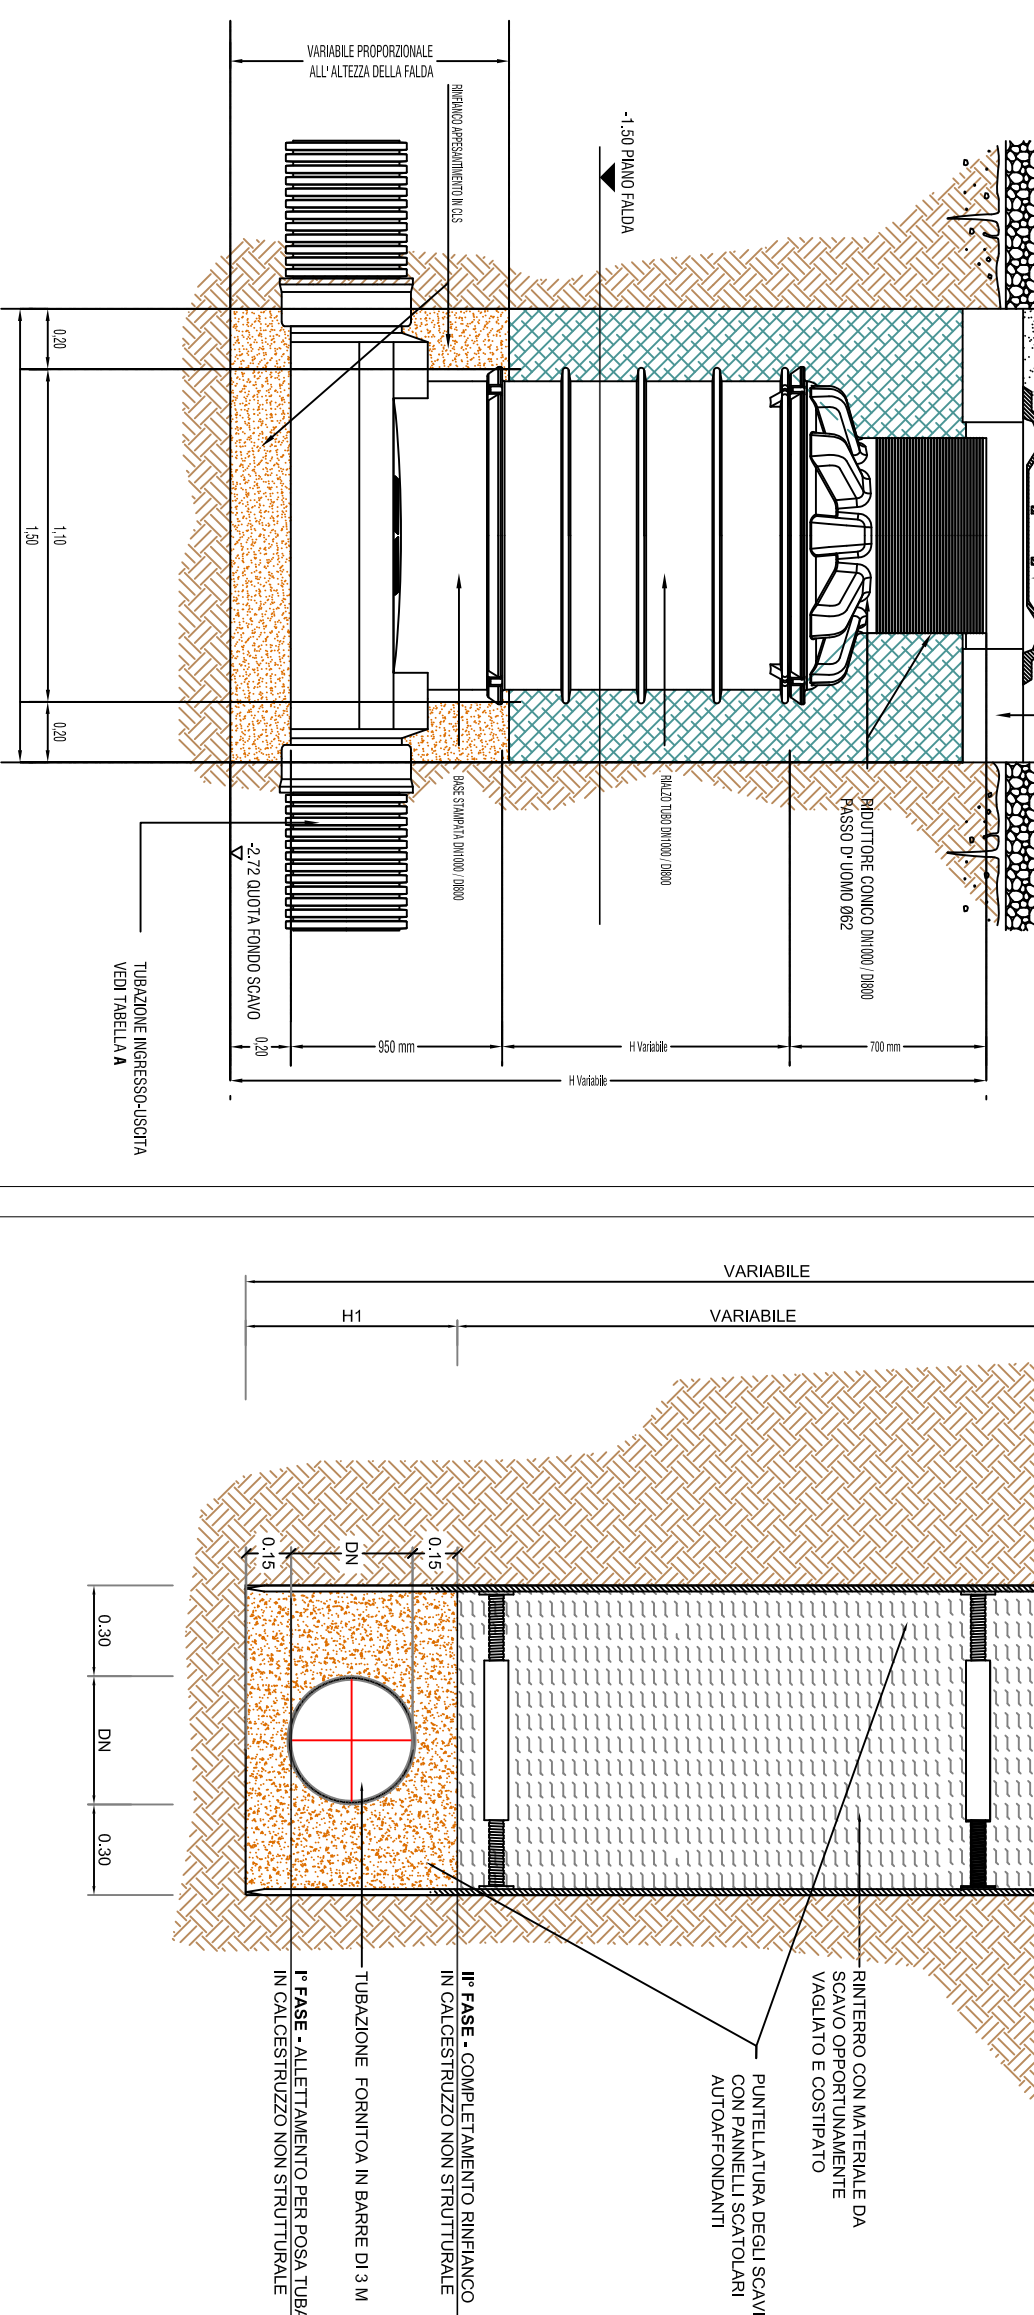 VARIABILE PROPORZIONALE
ALL' ALTEZZA DELLA FALDA
RINFIANCO APPESANTIMENTO IN CLS
-1.50 PIANO FALDA
0,20
1,10
1,50
0,20
BASE STAMPATA DN1000 / DI800
RIALZO TUBO DN1000 / DI800
RIDUTTORE CONICO DN1000 / DI800
PASSO D' UOMO Ø62
-2.72 QUOTA FONDO SCAVO
0,20
950 mm
H Variabile
700 mm
H Variabile
TUBAZIONE INGRESSO-USCITA
VEDI TABELLA A
VARIABILE
H1
VARIABILE
0.15
DN
0.15
0.30
DN
0.30
RINTERRO CON MATERIALE DA
SCAVO OPPORTUNAMENTE
VAGLIATO E COSTIPATO
PUNTELLATURA DEGLI SCAVI
CON PANNELLI SCATOLARI
AUTOAFFONDANTI
II° FASE - COMPLETAMENTO RINFIANCO
IN CALCESTRUZZO NON STRUTTURALE
TUBAZIONE FORNITOA IN BARRE DI 3 M
I° FASE - ALLETTAMENTO PER POSA TUBA
IN CALCESTRUZZO NON STRUTTURALE